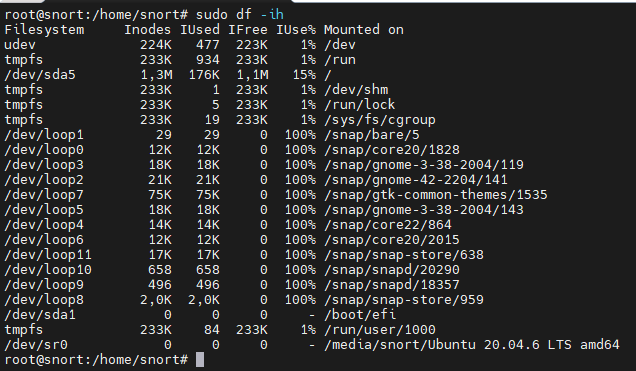 root@snort:/home/snort# sudo df -ih
Filesystem Inodes IUsed IFree IUse% Mounted on
udev 224K 477 223K 1% /dev
tmpfs 233K 934 233K 1% /run
/dev/sda5 1,3M 176K 1,1M 15% /
tmpfs 233K 1 233K 1% /dev/shm
tmpfs 233K 5 233K 1% /run/lock
tmpfs 233K 19 233K 1% /sys/fs/cgroup
/dev/loop1 29 29 0 100% /snap/bare/5
/dev/loop0 12K 12K 0 100% /snap/core20/1828
/dev/loop3 18K 18K 0 100% /snap/gnome-3-38-2004/119
/dev/loop2 21K 21K 0 100% /snap/gnome-42-2204/141
/dev/loop7 75K 75K 0 100% /snap/gtk-common-themes/1535
/dev/loop5 18K 18K 0 100% /snap/gnome-3-38-2004/143
/dev/loop4 14K 14K 0 100% /snap/core22/864
/dev/loop6 12K 12K 0 100% /snap/core20/2015
/dev/loop11 17K 17K 0 100% /snap/snap-store/638
/dev/loop10 658 658 0 100% /snap/snapd/20290
/dev/loop9 496 496 0 100% /snap/snapd/18357
/dev/loop8 2,0K 2,0K 0 100% /snap/snap-store/959
/dev/sda1 0 0 0 - /boot/efi
tmpfs 233K 84 233K 1% /run/user/1000
/dev/sr0 0 0 0 - /media/snort/Ubuntu 20.04.6 LTS amd64
root@snort:/home/snort#